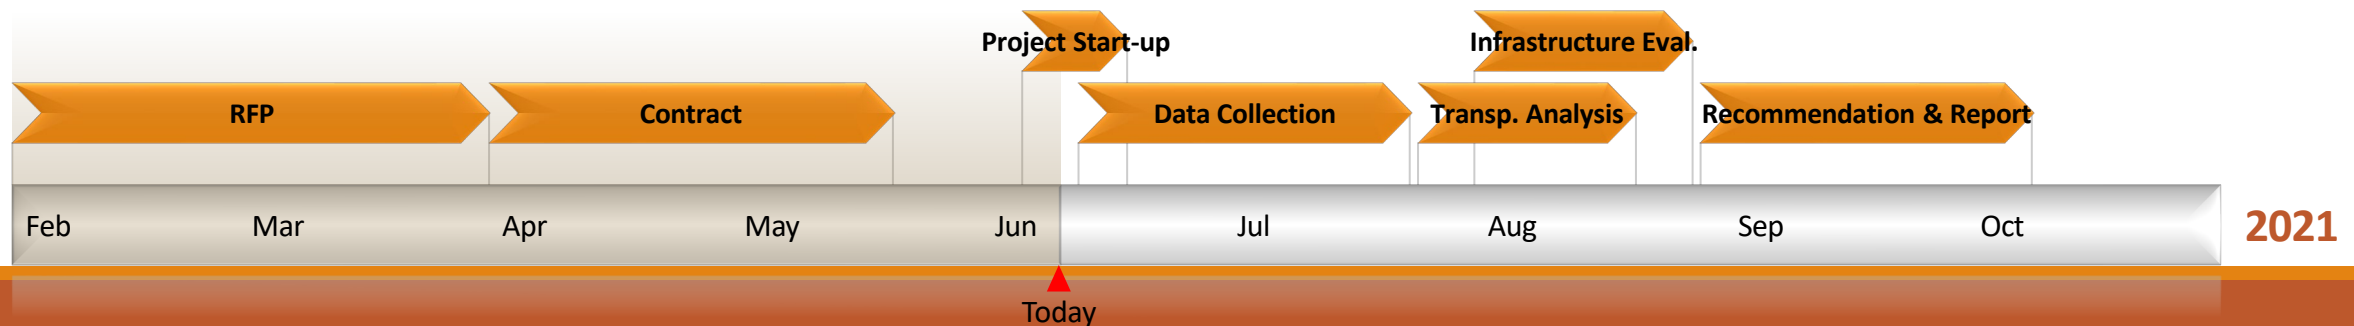 Project Start-up
Infrastructure Eval.
RFP
Contract
Data Collection
Transp. Analysis
Recommendation & Report
Feb
Mar
Apr
May
Jun
Jul
Aug
Sep
Oct
2021
Today